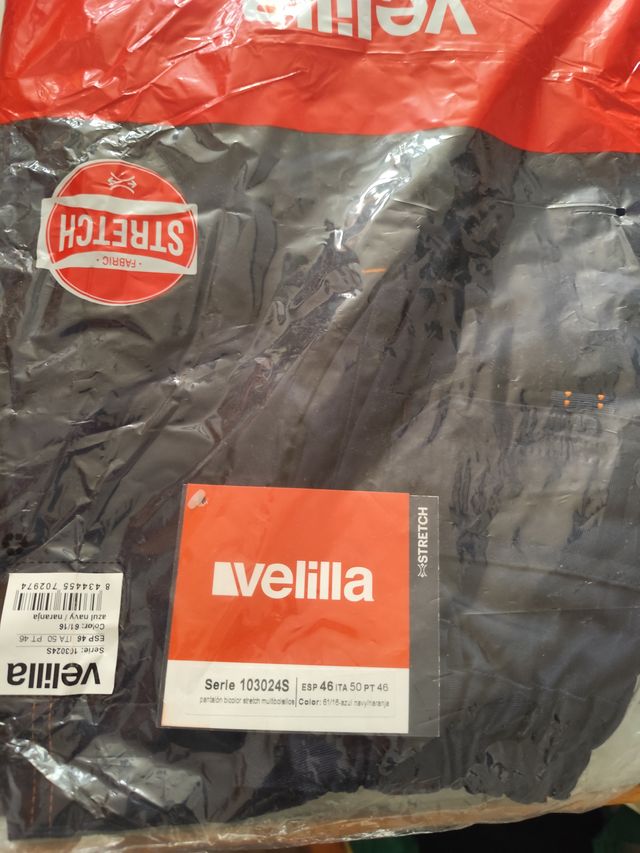 velilla
STRETCH
• FABRIC •
velilla
STRETCH
Serie 103024S
pantalón bicolor stretch multibolsillos
ESP 46 ITA 50 PT 46
Color: 61/16-azul navy/naranja
velilla
Serie: 103024S
ESP 46 ITA 50 PT 46
Color: 61/16
azul navy / naranja
8 434455 702974